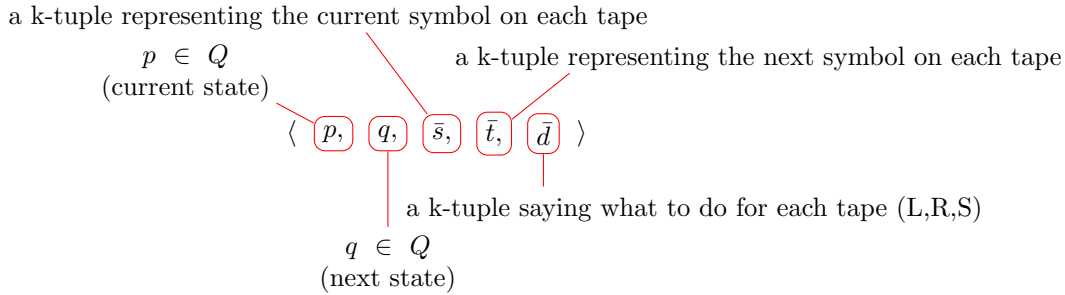 a k-tuple representing the current symbol on each tape
p ∈ Q
(current state)
a k-tuple representing the next symbol on each tape
⟨ p, q, s̄, t̄, d̄ ⟩
a k-tuple saying what to do for each tape (L,R,S)
q ∈ Q
(next state)